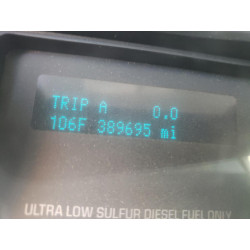 TRIP A 0.0
106F 389695 mi
ULTRA LOW SULFUR DIESEL FUEL ONLY